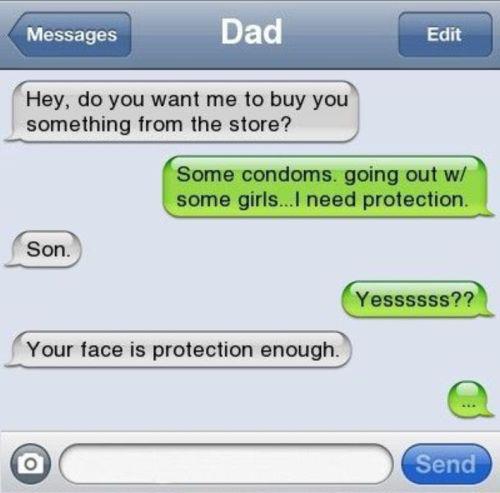 Messages
Dad
Edit
Hey, do you want me to buy you
something from the store?
Some condoms. going out w/
some girls...I need protection.
Son.
Yessssss??
Your face is protection enough.
...
Send